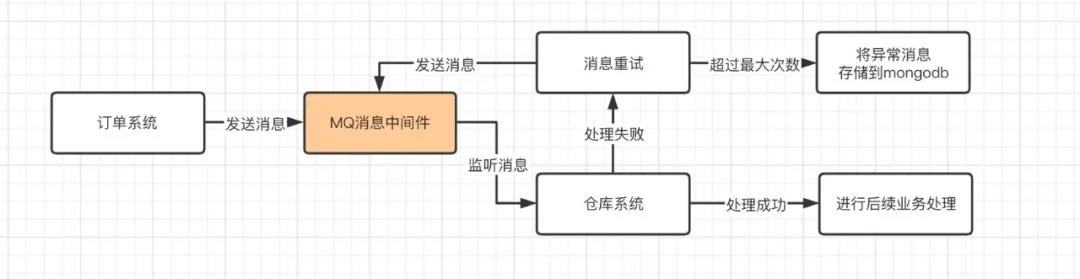 发送消息
消息重试
超过最大次数
将异常消息
存储到mongodb
订单系统
发送消息
MQ消息中间件
处理失败
监听消息
仓库系统
处理成功
进行后续业务处理